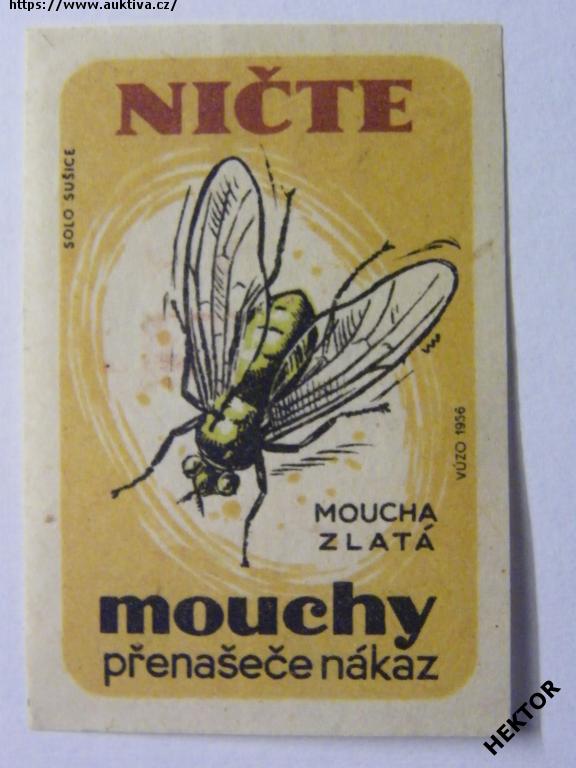 https://www.auktiva.cz/
NIČTE
SOLO SUŠICE
VÚZO 1956
MOUCHA
ZLATÁ
mouchy
přenašeče nákaz
HEKTOR